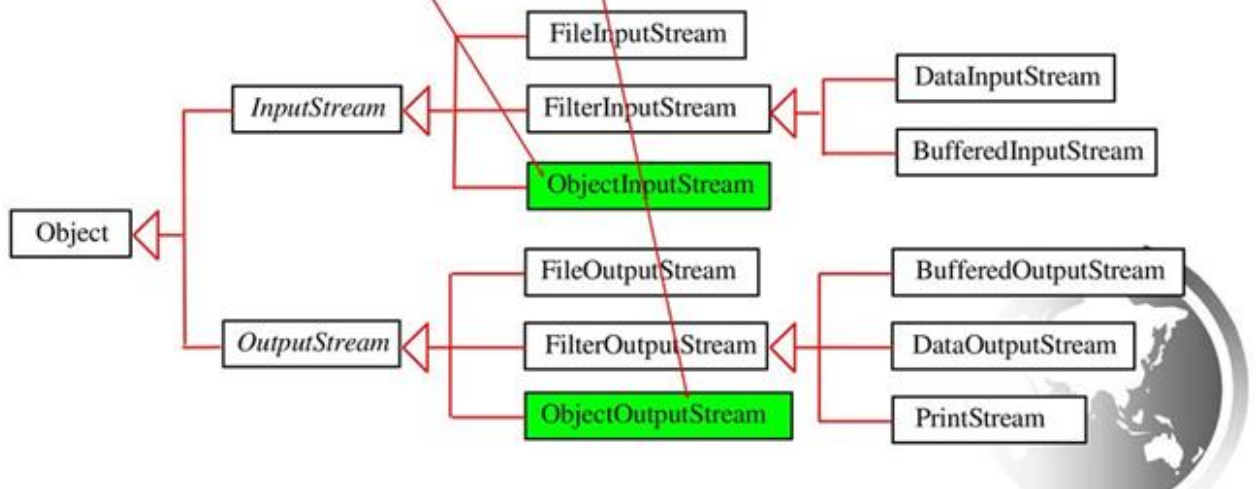 FileInputStream
InputStream
FilterInputStream
DataInputStream
BufferedInputStream
ObjectInputStream
Object
FileOutputStream
BufferedOutputStream
OutputStream
FilterOutputStream
DataOutputStream
ObjectOutputStream
PrintStream